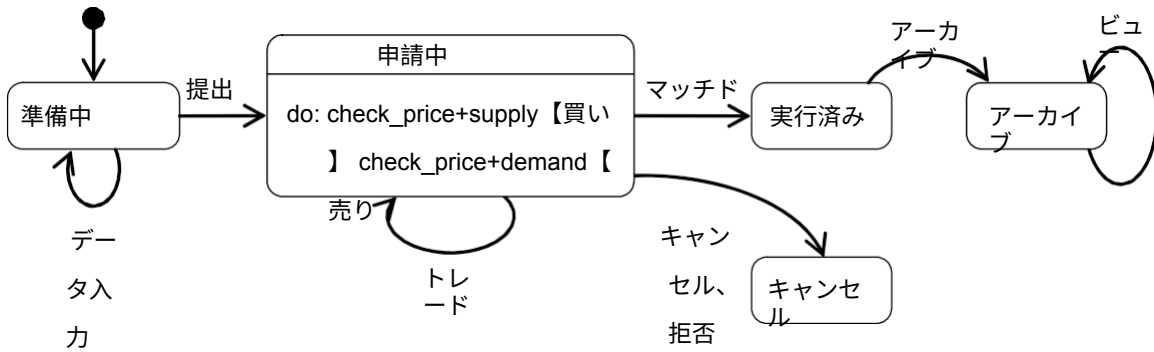 申請中
準備中
提出
do: check_price+supply【買い
】 check_price+demand【
売り
マッチド
実行済み
アーカ
イブ
アーカイ
ブ
ビュ
ー
デー
タ入
力
トレ
ード
キャン
セル、
拒否
キャンセ
ル